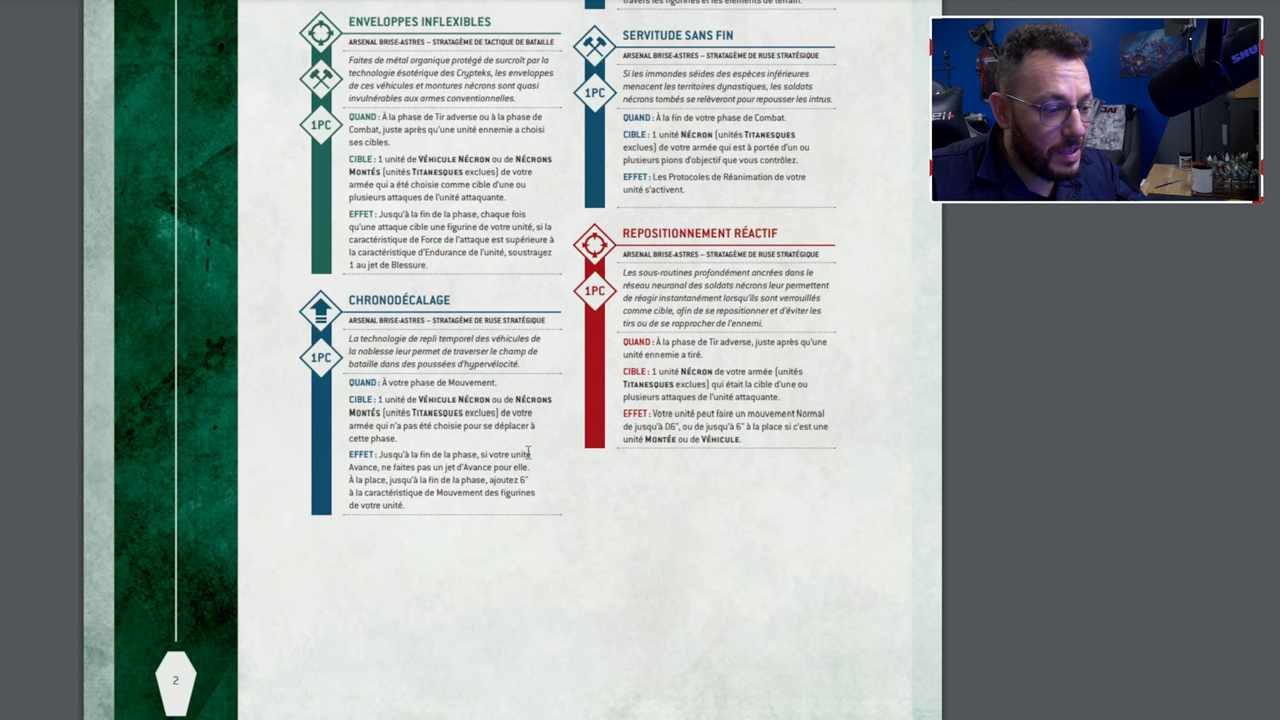 ENVELOPPES INFLEXIBLES
ARSENAL BRISE-ASTRES – STRATAGÈME DE TACTIQUE DE BATAILLE
Faites de métal organique protégé de surcroît par la
technologie ésotérique des Crypteks, les enveloppes
de ces véhicules et montures nécrons sont quasi
invulnérables aux armes conventionnelles.
1PC
QUAND : À la phase de Tir adverse ou à la phase de
Combat, juste après qu'une unité ennemie a choisi
ses cibles.
CIBLE : 1 unité de VÉHICULE NÉCRON ou de NÉCRONS
MONTÉS (unités TITANESQUES exclues) de votre
armée qui a été choisie comme cible d'une ou
plusieurs attaques de l'unité attaquante.
EFFET : Jusqu'à la fin de la phase, chaque fois
qu'une attaque cible une figurine de votre unité, si la
caractéristique de Force de l'attaque est supérieure à
la caractéristique d'Endurance de l'unité, soustrayez
1 au jet de Blessure.
CHRONODÉCALAGE
ARSENAL BRISE-ASTRES – STRATAGÈME DE RUSE STRATÉGIQUE
La technologie de repli temporel des véhicules de
la noblesse leur permet de traverser le champ de
bataille dans des poussées d'hypervélocité.
1PC
QUAND : À votre phase de Mouvement.
CIBLE : 1 unité de VÉHICULE NÉCRON ou de NÉCRONS
MONTÉS (unités TITANESQUES exclues) de votre
armée qui n'a pas été choisie pour se déplacer à
cette phase.
EFFET : Jusqu'à la fin de la phase, si votre unité
Avance, ne faites pas un jet d'Avance pour elle.
À la place, jusqu'à la fin de la phase, ajoutez 6"
à la caractéristique de Mouvement des figurines
de votre unité.
2
travers les figurines et les éléments de terrain.
SERVITUDE SANS FIN
ARSENAL BRISE-ASTRES – STRATAGÈME DE RUSE STRATÉGIQUE
Si les immondes séides des espèces inférieures
menacent les territoires dynastiques, les soldats
nécrons tombés se relèveront pour repousser les intrus.
1PC
QUAND : À la fin de votre phase de Combat.
CIBLE : 1 unité NÉCRON (unités TITANESQUES
exclues) de votre armée qui est à portée d'un ou
plusieurs pions d'objectif que vous contrôlez.
EFFET : Les Protocoles de Réanimation de votre
unité s'activent.
REPOSITIONNEMENT RÉACTIF
ARSENAL BRISE-ASTRES – STRATAGÈME DE RUSE STRATÉGIQUE
Les sous-routines profondément ancrées dans le
réseau neuronal des soldats nécrons leur permettent
de réagir instantanément lorsqu'ils sont verrouillés
comme cible, afin de se repositionner et d'éviter les
tirs ou de se rapprocher de l'ennemi.
1PC
QUAND : À la phase de Tir adverse, juste après qu'une
unité ennemie a tiré.
CIBLE : 1 unité NÉCRON de votre armée (unités
TITANESQUES exclues) qui était la cible d'une ou
plusieurs attaques de l'unité attaquante.
EFFET : Votre unité peut faire un mouvement Normal
de jusqu'à D6", ou de jusqu'à 6" à la place si c'est une
unité MONTÉE ou de VÉHICULE.